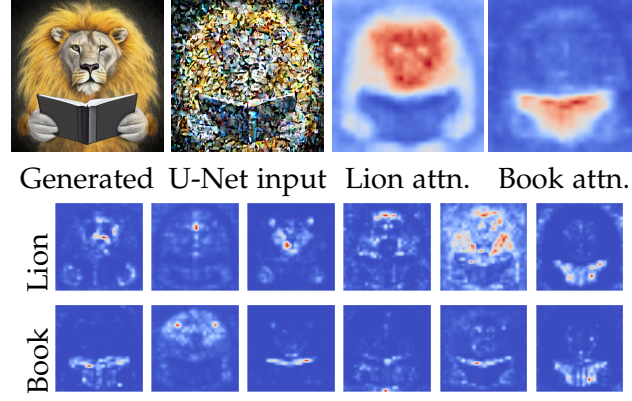 Generated U-Net input Lion attn. Book attn.
Lion
Book